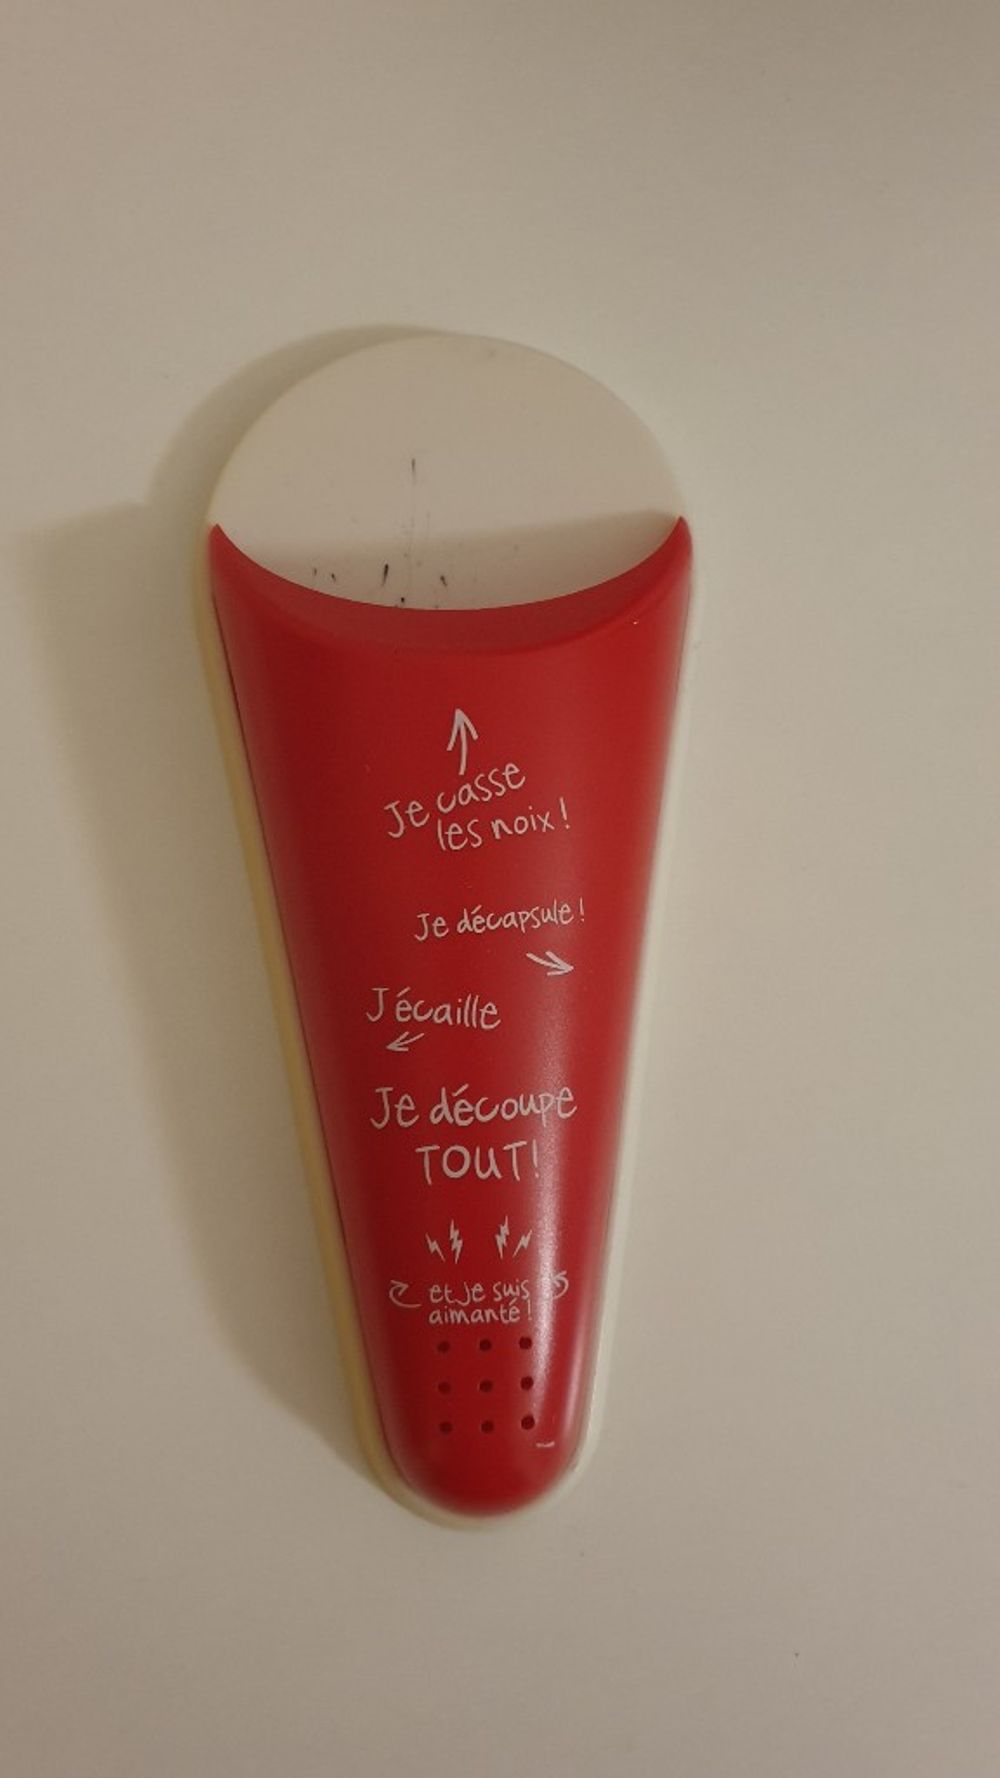 Je casse
les noix !
Je décapsule !
J'écaille
Je découpe
TOUT!
et je suis
aimanté !